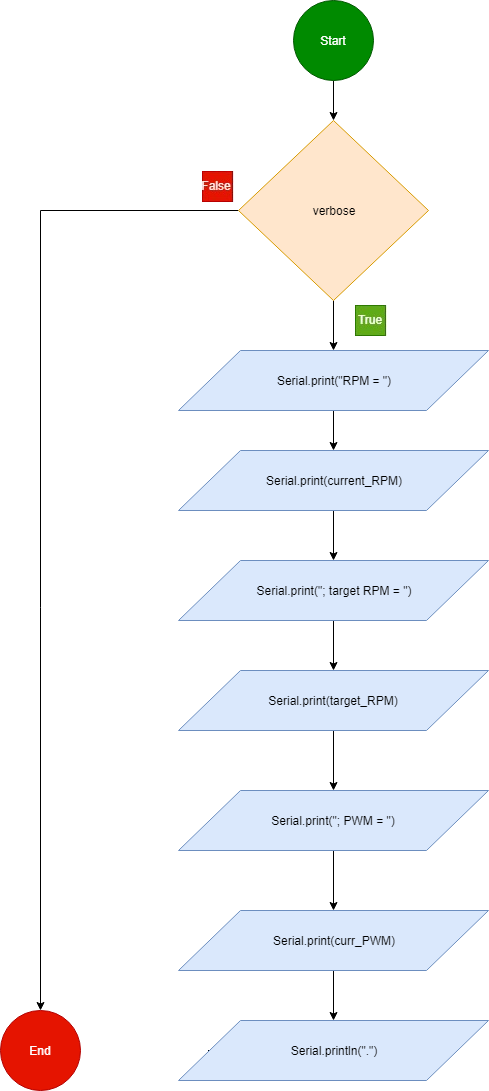 Start
verbose
False
True
Serial.print("RPM = ")
Serial.print(current_RPM)
Serial.print("; target RPM = ")
Serial.print(target_RPM)
Serial.print("; PWM = ")
Serial.print(curr_PWM)
Serial.println(".")
End